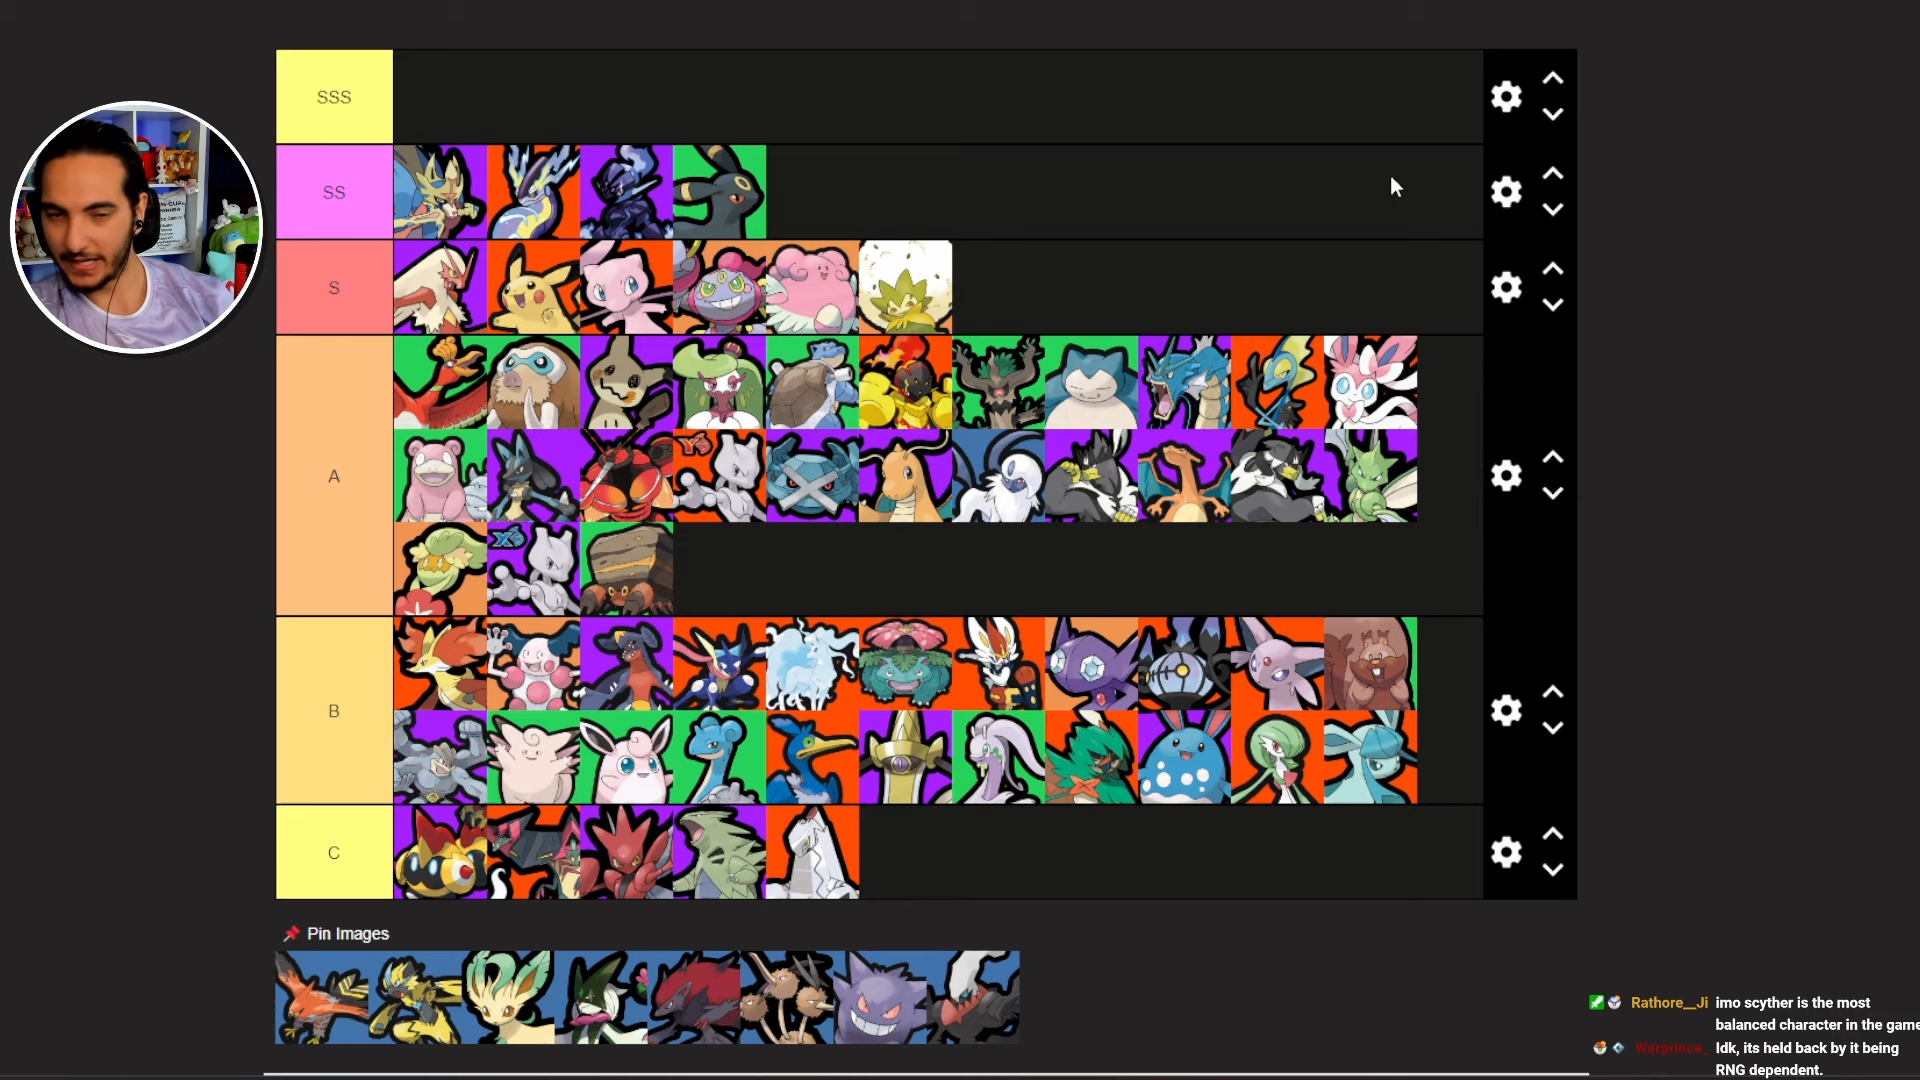 SSS
SS
S
A
Y
X
B
C
Pin Images
Rathore__Ji imo scyther is the most
balanced character in the game
Warprince_ Idk, its held back by it being
RNG dependent.